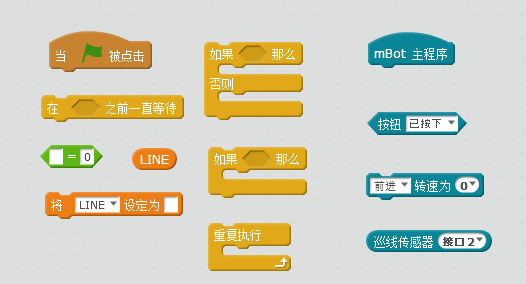 当 被点击
在 之前一直等待
= 0
LINE
将 LINE 设定为
如果 那么
否则
如果 那么
重复执行
mBot 主程序
按钮 已按下
前进 转速为 0
巡线传感器 接口2